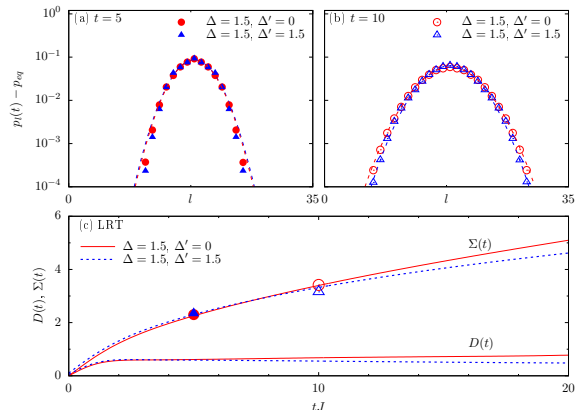 (a) t = 5
Δ = 1.5, Δ′ = 0
Δ = 1.5, Δ′ = 1.5
(b) t = 10
Δ = 1.5, Δ′ = 0
Δ = 1.5, Δ′ = 1.5
p_l(t) − p_eq
10⁻¹
10⁻²
10⁻³
10⁻⁴
l
35
l
35
(c) LRT
Δ = 1.5, Δ′ = 0
Δ = 1.5, Δ′ = 1.5
Σ(t)
D(t)
D(t), Σ(t)
6
4
2
0
0
5
10
15
20
tJ